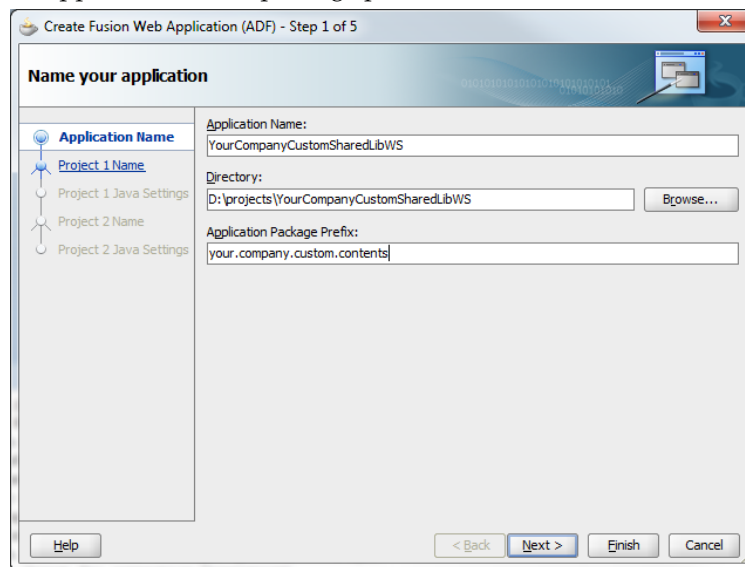 Create Fusion Web Application (ADF) - Step 1 of 5
Name your application
Application Name
Project 1 Name
Project 1 Java Settings
Project 2 Name
Project 2 Java Settings
Application Name:
YourCompanyCustomSharedLibWS
Directory:
D:\projects\YourCompanyCustomSharedLibWS
Browse...
Application Package Prefix:
your.company.custom.contents
Help
< Back
Next >
Finish
Cancel